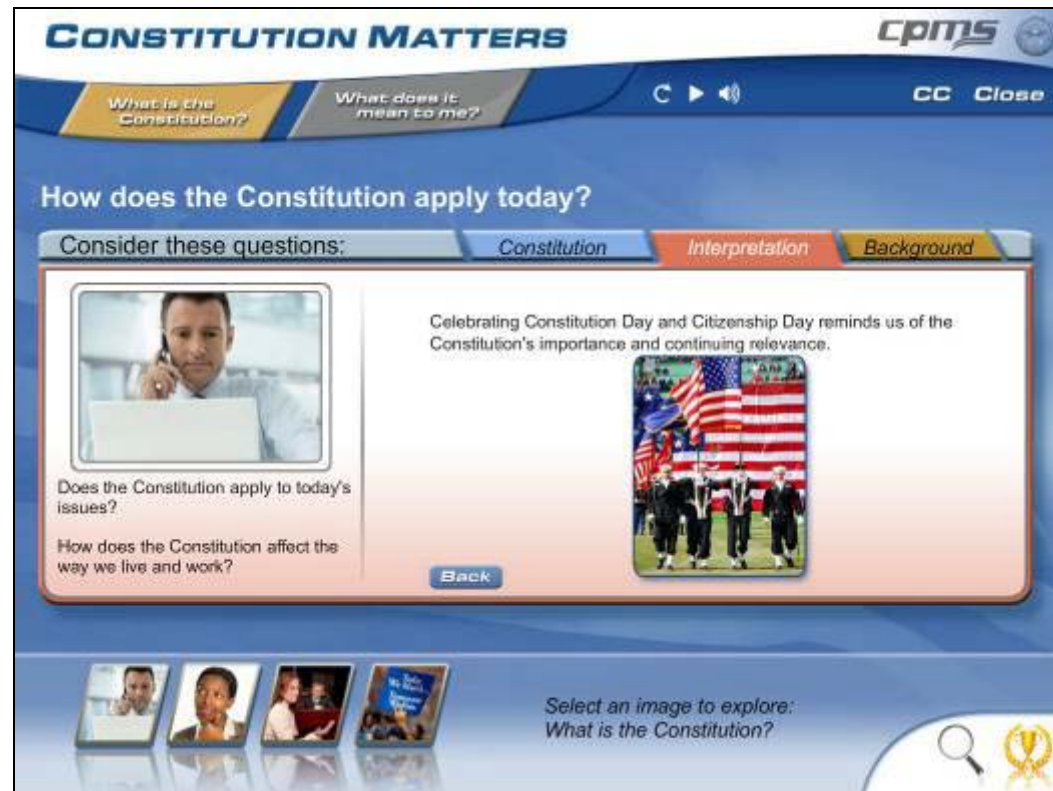 CONSTITUTION MATTERS
cpms
What is the
Constitution?
What does it
mean to me?
CC Close
How does the Constitution apply today?
Consider these questions:
Constitution
Interpretation
Background
Celebrating Constitution Day and Citizenship Day reminds us of the
Constitution's importance and continuing relevance.
Does the Constitution apply to today's
issues?
How does the Constitution affect the
way we live and work?
Back
Select an image to explore:
What is the Constitution?